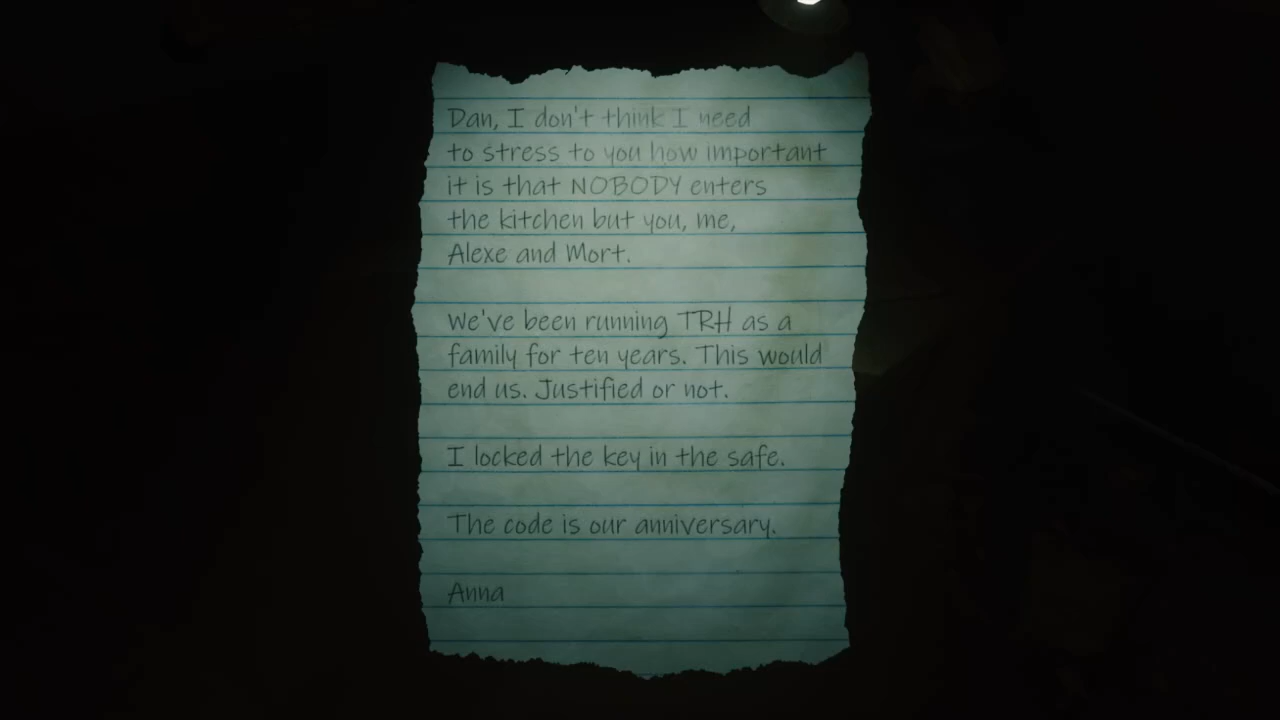 Dan, I don't think I need
to stress to you how important
it is that NOBODY enters
the kitchen but you, me,
Alexe and Mort.
We've been running TRH as a
family for ten years. This would
end us. Justified or not.
I locked the key in the safe.
The code is our anniversary.
Anna